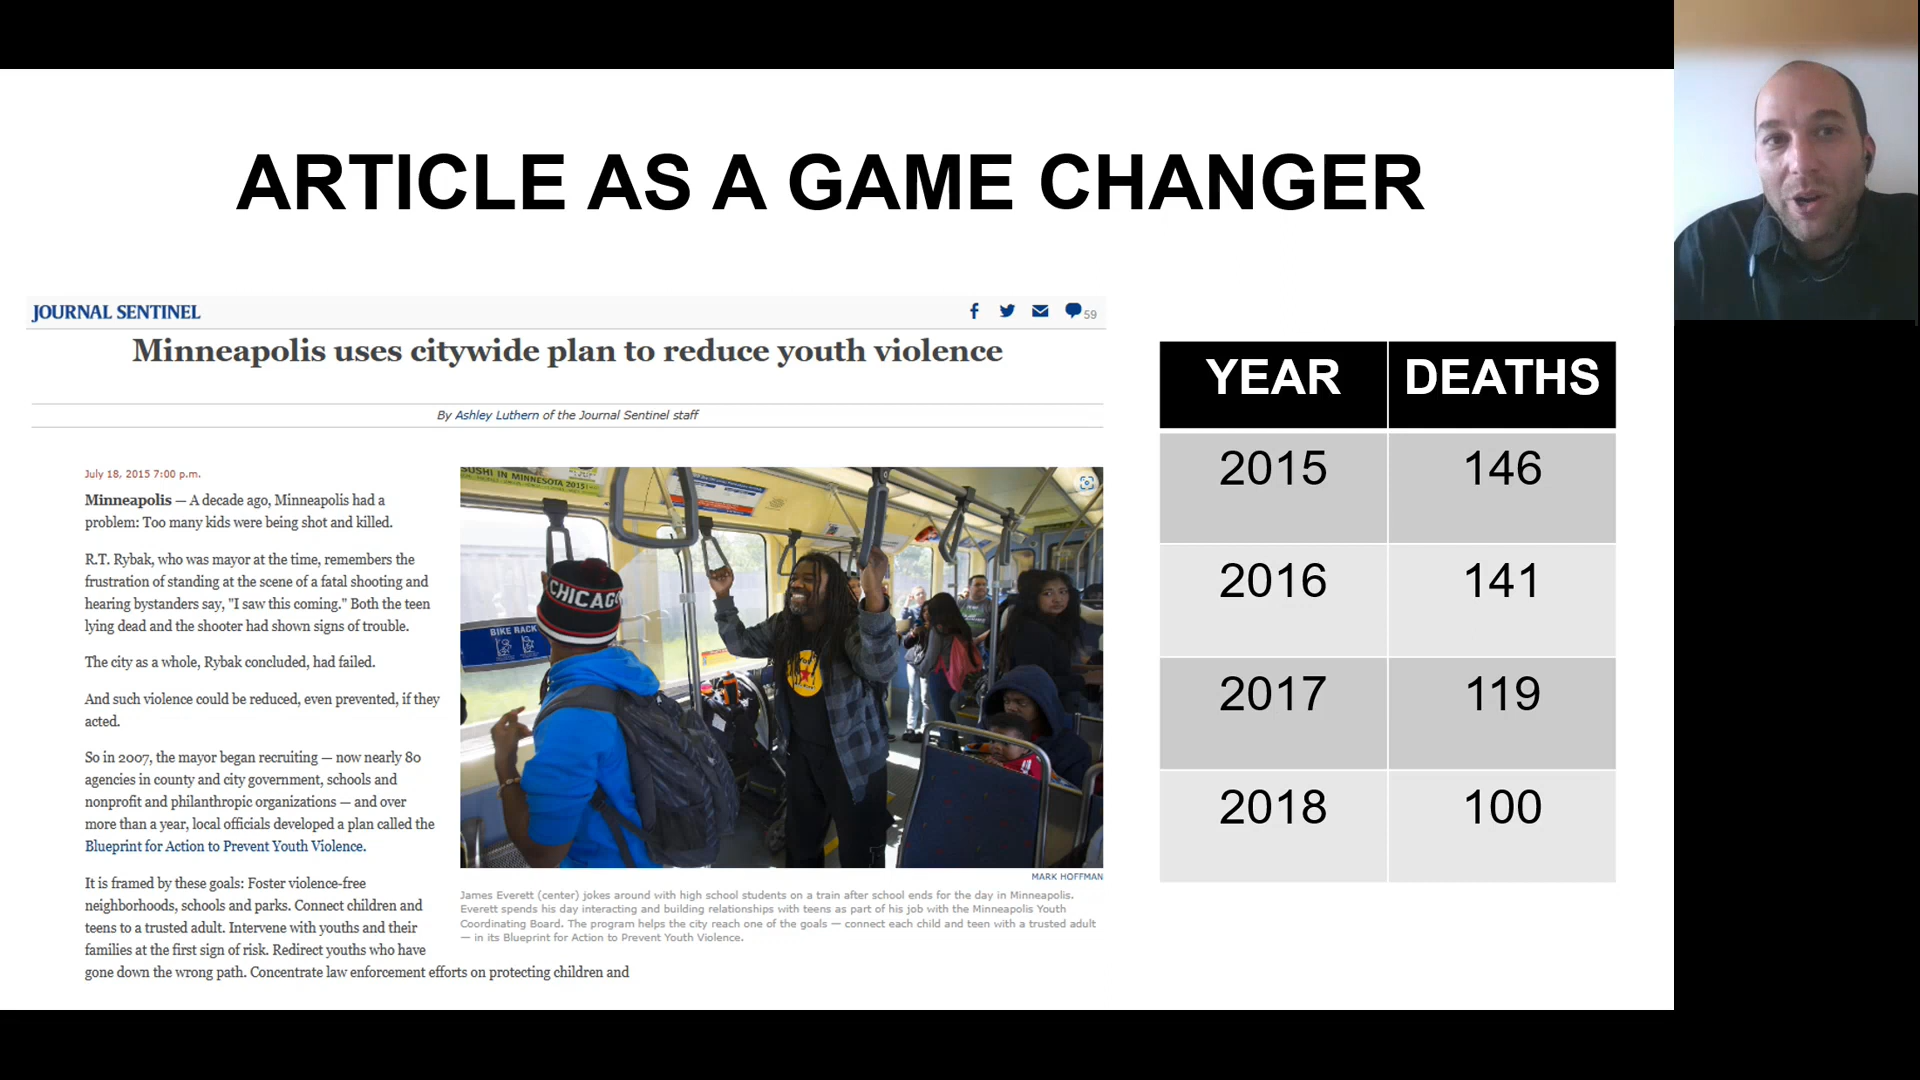 ARTICLE AS A GAME CHANGER
JOURNAL SENTINEL
59
Minneapolis uses citywide plan to reduce youth violence
By Ashley Luthern of the Journal Sentinel staff
July 18, 2015 7:00 p.m.
Minneapolis — A decade ago, Minneapolis had a
problem: Too many kids were being shot and killed.
R.T. Rybak, who was mayor at the time, remembers the
frustration of standing at the scene of a fatal shooting and
hearing bystanders say, "I saw this coming." Both the teen
lying dead and the shooter had shown signs of trouble.
The city as a whole, Rybak concluded, had failed.
And such violence could be reduced, even prevented, if they
acted.
So in 2007, the mayor began recruiting — now nearly 80
agencies in county and city government, schools and
nonprofit and philanthropic organizations — and over
more than a year, local officials developed a plan called the
Blueprint for Action to Prevent Youth Violence.
It is framed by these goals: Foster violence-free
neighborhoods, schools and parks. Connect children and
teens to a trusted adult. Intervene with youths and their
families at the first sign of risk. Redirect youths who have
gone down the wrong path. Concentrate law enforcement efforts on protecting children and
SUSHI IN MINNESOTA 2015!
CHICAG
BIKE RACK
MARK HOFFMAN
James Everett (center) jokes around with high school students on a train after school ends for the day in Minneapolis.
Everett spends his day interacting and building relationships with teens as part of his job with the Minneapolis Youth
Coordinating Board. The program helps the city reach one of the goals — connect each child and teen with a trusted adult
— in its Blueprint for Action to Prevent Youth Violence.
YEAR DEATHS
2015 146
2016 141
2017 119
2018 100